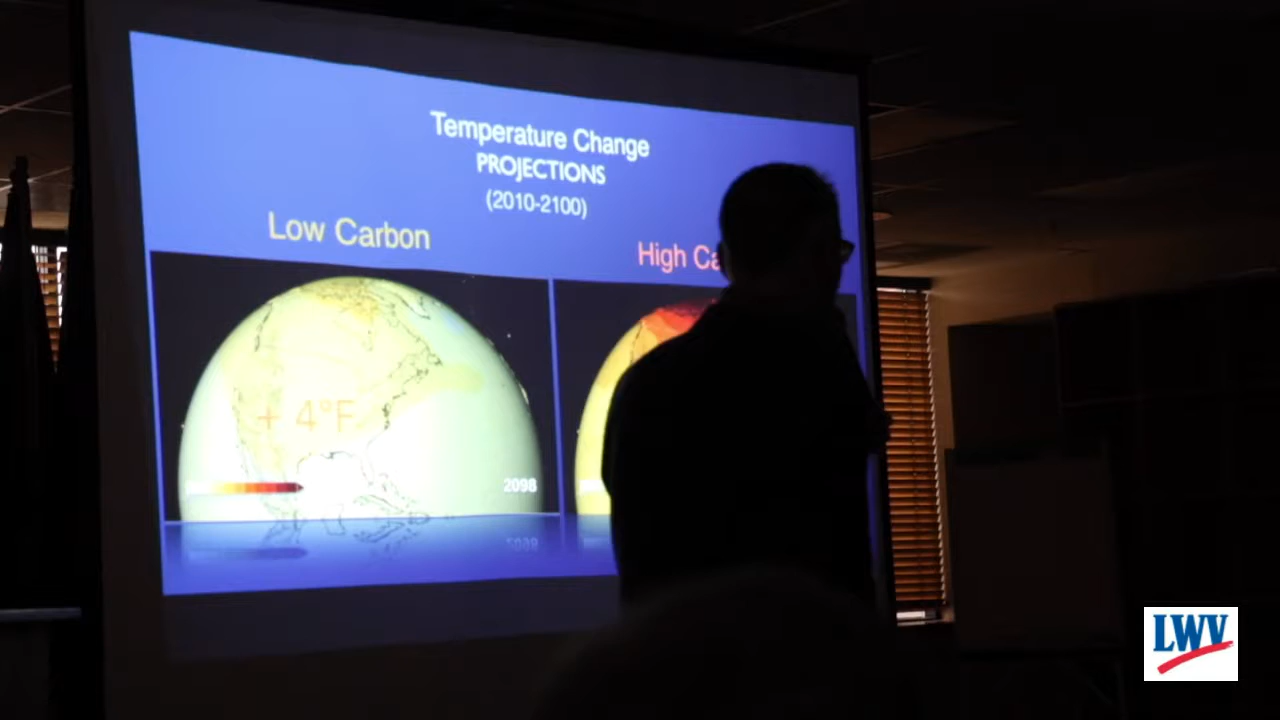 Temperature Change
PROJECTIONS
(2010-2100)
Low Carbon
High Ca
+ 4°F
2098
LWV